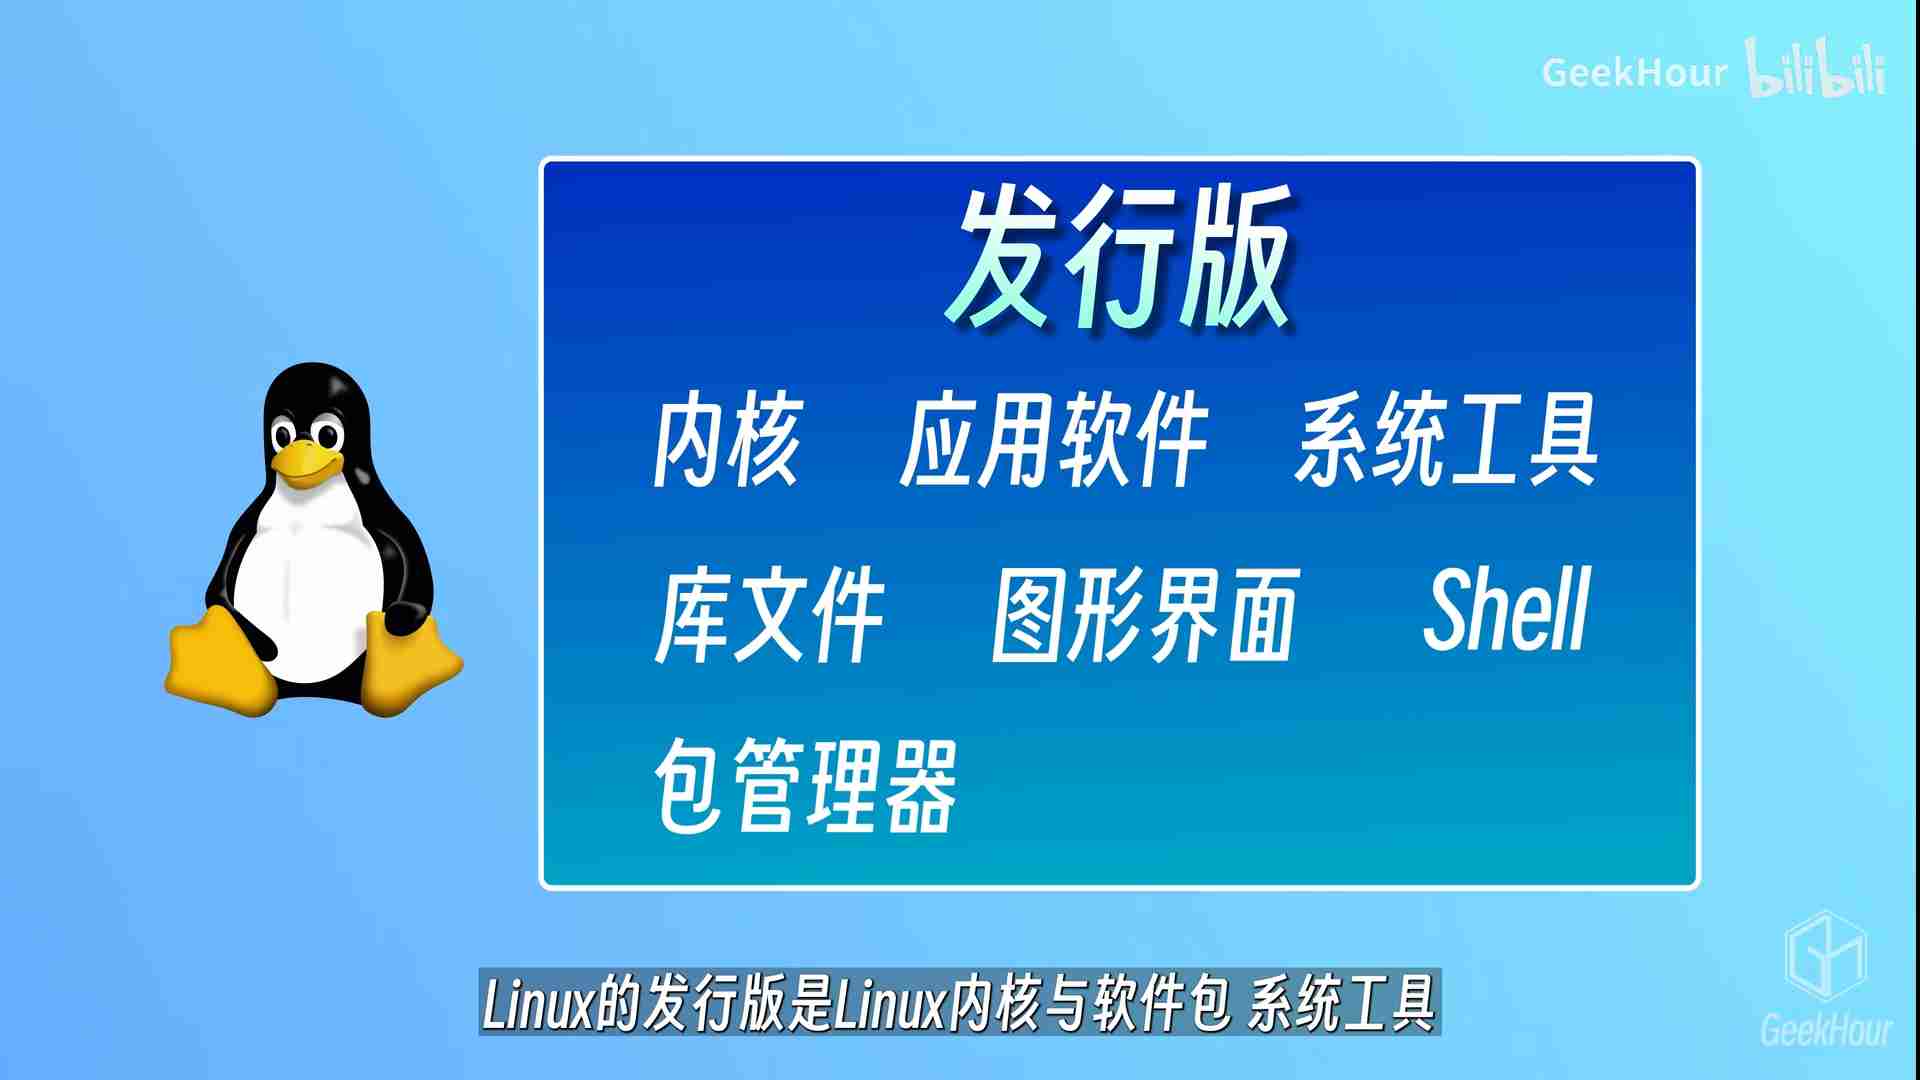 GeekHour bilibili
发行版
内核 应用软件 系统工具
库文件 图形界面 Shell
包管理器
Linux的发行版是Linux内核与软件包 系统工具
GeekHour